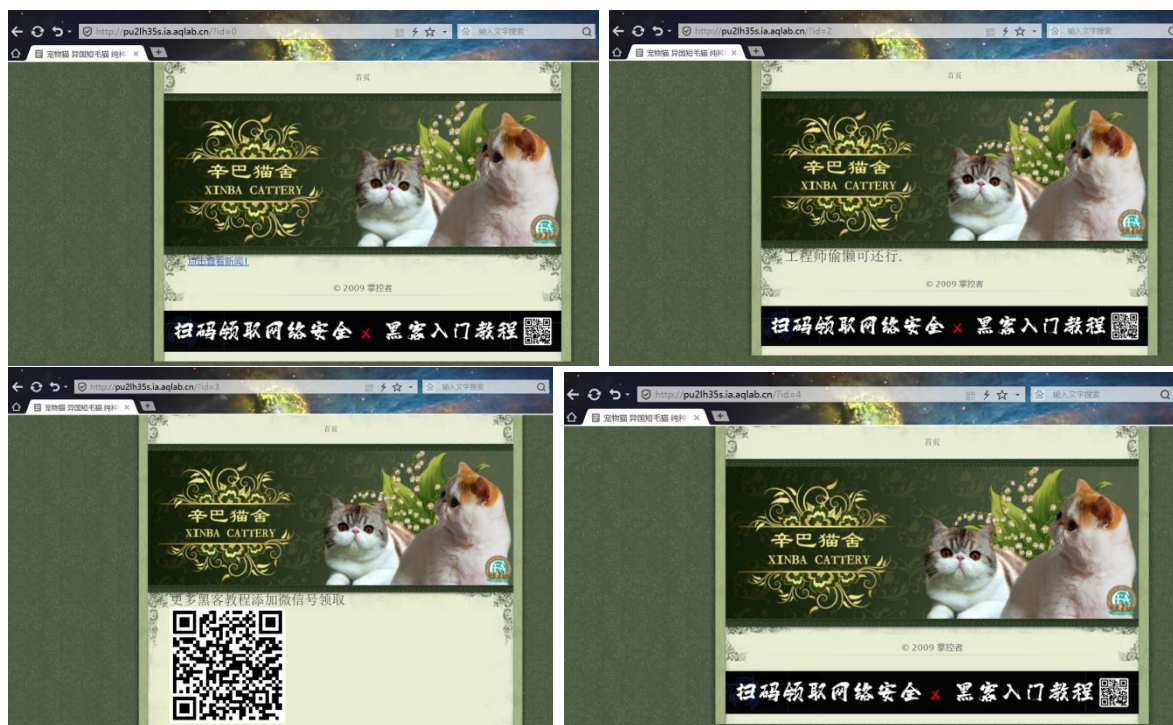 http://pu2lh35s.ia.aqlab.cn/?id=0
输入文字搜索
宠物猫 异国短毛猫 纯种
首页
辛巴猫舍
XINBA CATTERY
点击查看新闻1
© 2009 掌控者
扫码领取网络安全 x 黑客入门教程
http://pu2lh35s.ia.aqlab.cn/?id=2
输入文字搜索
宠物猫 异国短毛猫 纯种
首页
辛巴猫舍
XINBA CATTERY
工程师偷懒可还行.
© 2009 掌控者
扫码领取网络安全 x 黑客入门教程
http://pu2lh35s.ia.aqlab.cn/?id=3
输入文字搜索
宠物猫 异国短毛猫 纯种
首页
辛巴猫舍
XINBA CATTERY
更多黑客教程添加微信号领取
http://pu2lh35s.ia.aqlab.cn/?id=4
输入文字搜索
宠物猫 异国短毛猫 纯种
首页
辛巴猫舍
XINBA CATTERY
© 2009 掌控者
扫码领取网络安全 x 黑客入门教程